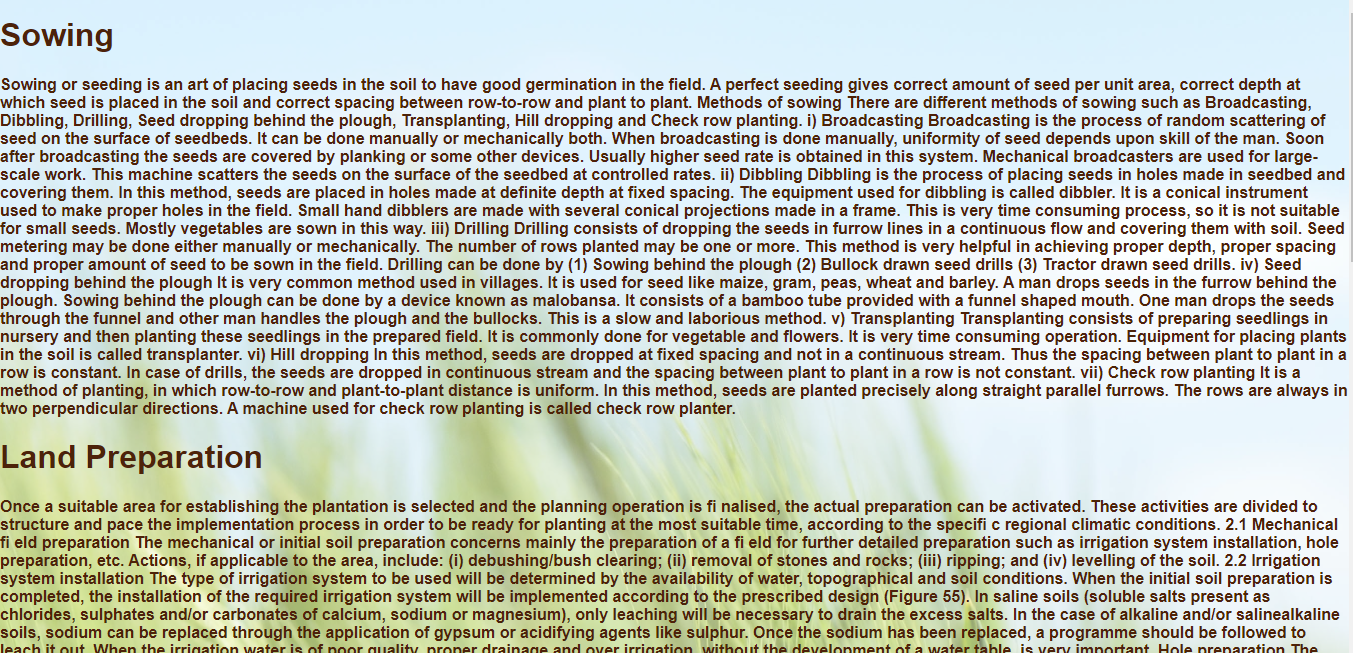 Sowing
Sowing or seeding is an art of placing seeds in the soil to have good germination in the field. A perfect seeding gives correct amount of seed per unit area, correct depth at
which seed is placed in the soil and correct spacing between row-to-row and plant to plant. Methods of sowing There are different methods of sowing such as Broadcasting,
Dibbling, Drilling, Seed dropping behind the plough, Transplanting, Hill dropping and Check row planting. i) Broadcasting Broadcasting is the process of random scattering of
seed on the surface of seedbeds. It can be done manually or mechanically both. When broadcasting is done manually, uniformity of seed depends upon skill of the man. Soon
after broadcasting the seeds are covered by planking or some other devices. Usually higher seed rate is obtained in this system. Mechanical broadcasters are used for large-
scale work. This machine scatters the seeds on the surface of the seedbed at controlled rates. ii) Dibbling Dibbling is the process of placing seeds in holes made in seedbed and
covering them. In this method, seeds are placed in holes made at definite depth at fixed spacing. The equipment used for dibbling is called dibbler. It is a conical instrument
used to make proper holes in the field. Small hand dibblers are made with several conical projections made in a frame. This is very time consuming process, so it is not suitable
for small seeds. Mostly vegetables are sown in this way. iii) Drilling Drilling consists of dropping the seeds in furrow lines in a continuous flow and covering them with soil. Seed
metering may be done either manually or mechanically. The number of rows planted may be one or more. This method is very helpful in achieving proper depth, proper spacing
and proper amount of seed to be sown in the field. Drilling can be done by (1) Sowing behind the plough (2) Bullock drawn seed drills (3) Tractor drawn seed drills. iv) Seed
dropping behind the plough It is very common method used in villages. It is used for seed like maize, gram, peas, wheat and barley. A man drops seeds in the furrow behind the
plough. Sowing behind the plough can be done by a device known as malobansa. It consists of a bamboo tube provided with a funnel shaped mouth. One man drops the seeds
through the funnel and other man handles the plough and the bullocks. This is a slow and laborious method. v) Transplanting Transplanting consists of preparing seedlings in
nursery and then planting these seedlings in the prepared field. It is commonly done for vegetable and flowers. It is very time consuming operation. Equipment for placing plants
in the soil is called transplanter. vi) Hill dropping In this method, seeds are dropped at fixed spacing and not in a continuous stream. Thus the spacing between plant to plant in a
row is constant. In case of drills, the seeds are dropped in continuous stream and the spacing between plant to plant in a row is not constant. vii) Check row planting It is a
method of planting, in which row-to-row and plant-to-plant distance is uniform. In this method, seeds are planted precisely along straight parallel furrows. The rows are always in
two perpendicular directions. A machine used for check row planting is called check row planter.
Land Preparation
Once a suitable area for establishing the plantation is selected and the planning operation is fi nalised, the actual preparation can be activated. These activities are divided to
structure and pace the implementation process in order to be ready for planting at the most suitable time, according to the specifi c regional climatic conditions. 2.1 Mechanical
fi eld preparation The mechanical or initial soil preparation concerns mainly the preparation of a fi eld for further detailed preparation such as irrigation system installation, hole
preparation, etc. Actions, if applicable to the area, include: (i) debushing/bush clearing; (ii) removal of stones and rocks; (iii) ripping; and (iv) levelling of the soil. 2.2 Irrigation
system installation The type of irrigation system to be used will be determined by the availability of water, topographical and soil conditions. When the initial soil preparation is
completed, the installation of the required irrigation system will be implemented according to the prescribed design (Figure 55). In saline soils (soluble salts present as
chlorides, sulphates and/or carbonates of calcium, sodium or magnesium), only leaching will be necessary to drain the excess salts. In the case of alkaline and/or salinealkaline
soils, sodium can be replaced through the application of gypsum or acidifying agents like sulphur. Once the sodium has been replaced, a programme should be followed to
leach it out. When the irrigation water is of poor quality, proper drainage and over irrigation, without the development of a water table, is very important. Hole preparation The